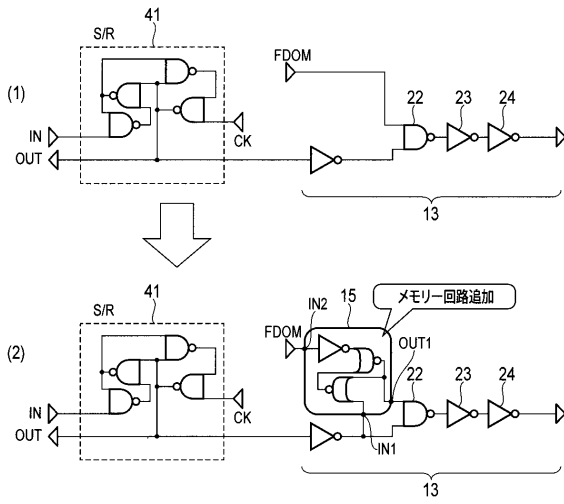 S/R
41
(1)
FDOM
22
23
24
IN
OUT
CK
13
S/R
41
15
メモリー回路追加
IN2
(2)
FDOM
OUT1
22
23
24
IN
CK
OUT
IN1
13